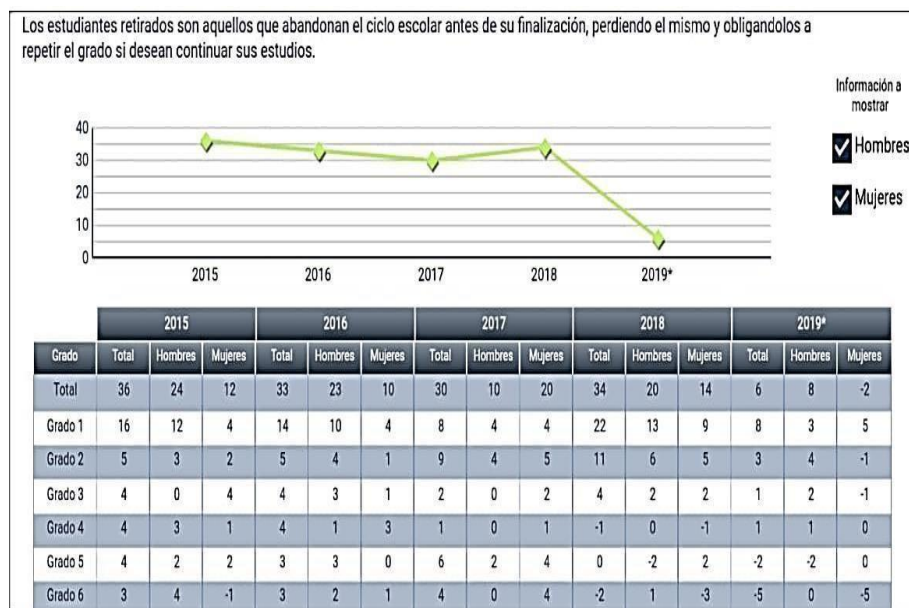 Los estudiantes retirados son aquellos que abandonan el ciclo escolar antes de su finalización, perdiendo el mismo y obligandolos a
repetir el grado si desean continuar sus estudios.
Información a
mostrar
Hombres
Mujeres
40
30
20
10
0
2015 2016 2017 2018 2019*
2015 2016 2017 2018 2019*
Grado Total Hombres Mujeres Total Hombres Mujeres Total Hombres Mujeres Total Hombres Mujeres Total Hombres Mujeres
Total 36 24 12 33 23 10 30 10 20 34 20 14 6 8 -2
Grado 1 16 12 4 14 10 4 8 4 4 22 13 9 8 3 5
Grado 2 5 3 2 5 4 1 9 4 5 11 6 5 3 4 -1
Grado 3 4 0 4 4 3 1 2 0 2 4 2 2 1 2 -1
Grado 4 4 3 1 4 1 3 1 0 1 -1 0 -1 1 1 0
Grado 5 4 2 2 3 3 0 6 2 4 0 -2 2 -2 -2 0
Grado 6 3 4 -1 3 2 1 4 0 4 -2 1 -3 -5 0 -5